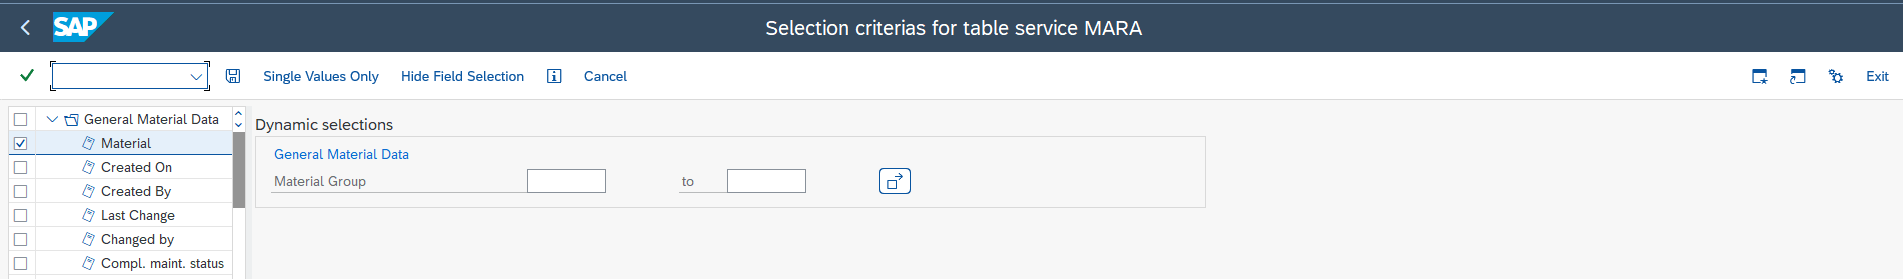 SAP
Selection criterias for table service MARA
Single Values Only Hide Field Selection Cancel Exit
General Material Data
Material
Created On
Created By
Last Change
Changed by
Compl. maint. status
Dynamic selections
General Material Data
Material Group to